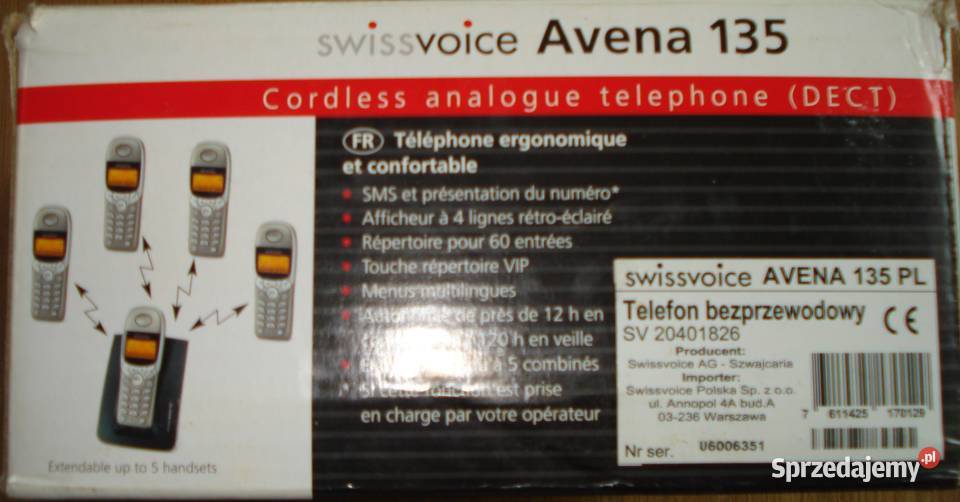 swissvoice Avena 135
Cordless analogue telephone (DECT)
FR Téléphone ergonomique
et confortable
SMS et présentation du numéro*
Afficheur à 4 lignes rétro-éclairé
Répertoire pour 60 entrées
Touche répertoire VIP
Menus multilingues
de près de 12 h en
120 h en veille
à 5 combinés
* Si cette fonction est prise
en charge par votre opérateur
Extendable up to 5 handsets
swissvoice AVENA 135 PL
Telefon bezprzewodowy CE
SV 20401826
Producent:
Swissvoice AG - Szwajcaria
Importer:
Swissvoice Polska Sp. z o.o.
ul. Annopol 4A bud.A
03-236 Warszawa
7 611425 170129
Nr ser. U6006351
Sprzedajemy.pl